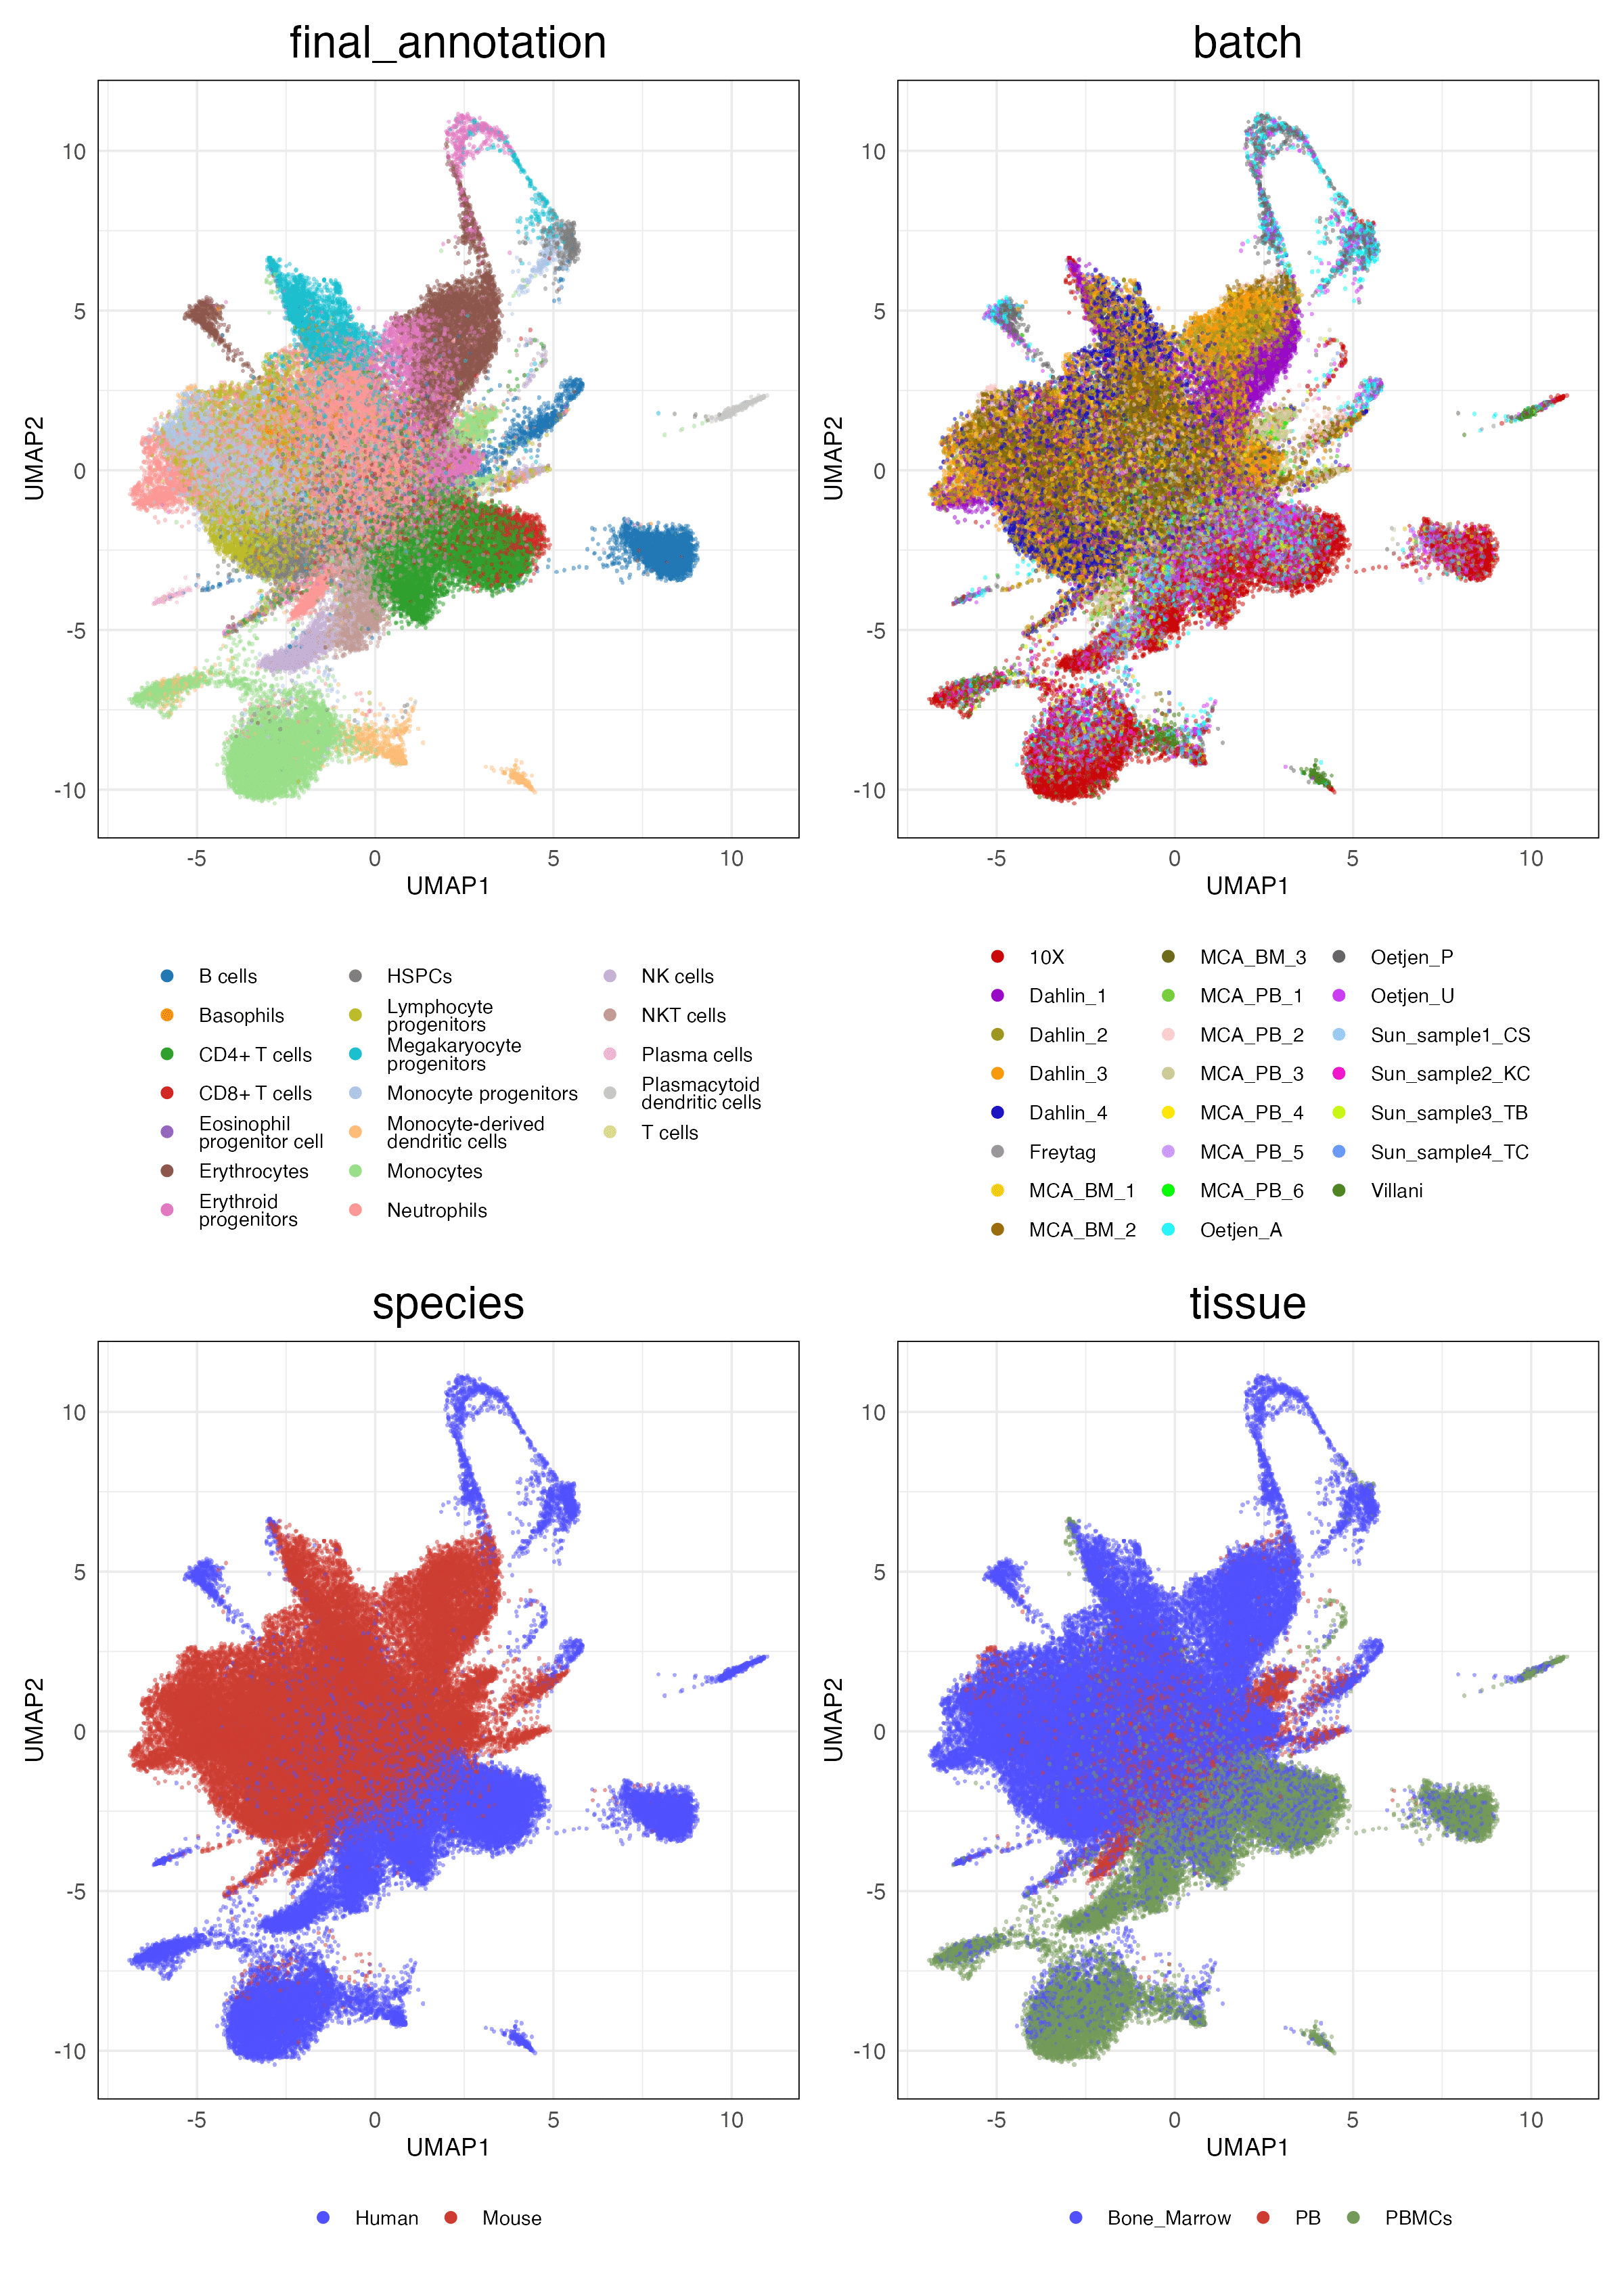 final_annotation
batch
10
5
0
-5
-10
UMAP2
-5
0
5
10
UMAP1
10
5
0
-5
-10
UMAP2
-5
0
5
10
UMAP1
B cells
Basophils
CD4+ T cells
CD8+ T cells
Eosinophil
progenitor cell
Erythrocytes
Erythroid
progenitors
HSPCs
Lymphocyte
progenitors
Megakaryocyte
progenitors
Monocyte progenitors
Monocyte-derived
dendritic cells
Monocytes
Neutrophils
NK cells
NKT cells
Plasma cells
Plasmacytoid
dendritic cells
T cells
10X
Dahlin_1
Dahlin_2
Dahlin_3
Dahlin_4
Freytag
MCA_BM_1
MCA_BM_2
MCA_BM_3
MCA_PB_1
MCA_PB_2
MCA_PB_3
MCA_PB_4
MCA_PB_5
MCA_PB_6
Oetjen_A
Oetjen_P
Oetjen_U
Sun_sample1_CS
Sun_sample2_KC
Sun_sample3_TB
Sun_sample4_TC
Villani
species
tissue
10
5
0
-5
-10
UMAP2
-5
0
5
10
UMAP1
10
5
0
-5
-10
UMAP2
-5
0
5
10
UMAP1
Human
Mouse
Bone_Marrow
PB
PBMCs